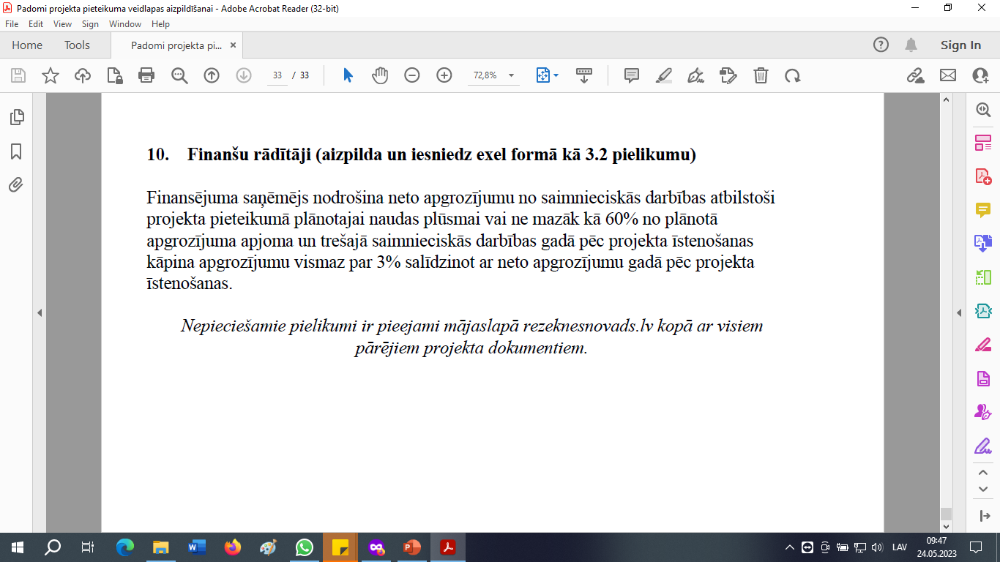 Padomi projekta pieteikuma veidlapas aizpildīšanai - Adobe Acrobat Reader (32-bit)
File Edit View Sign Window Help
Home Tools Padomi projekta pi... × Sign In
33 / 33 72,8%
10. Finanšu rādītāji (aizpilda un iesniedz exel formā kā 3.2 pielikumu)
Finansējuma saņēmējs nodrošina neto apgrozījumu no saimnieciskās darbības atbilstoši
projekta pieteikumā plānotajai naudas plūsmai vai ne mazāk kā 60% no plānotā
apgrozījuma apjoma un trešajā saimnieciskās darbības gadā pēc projekta īstenošanas
kāpina apgrozījumu vismaz par 3% salīdzinot ar neto apgrozījumu gadā pēc projekta
īstenošanas.
Nepieciešamie pielikumi ir pieejami mājaslapā rezeknesnovads.lv kopā ar visiem
pārējiem projekta dokumentiem.
LAV 09:47
24.05.2023